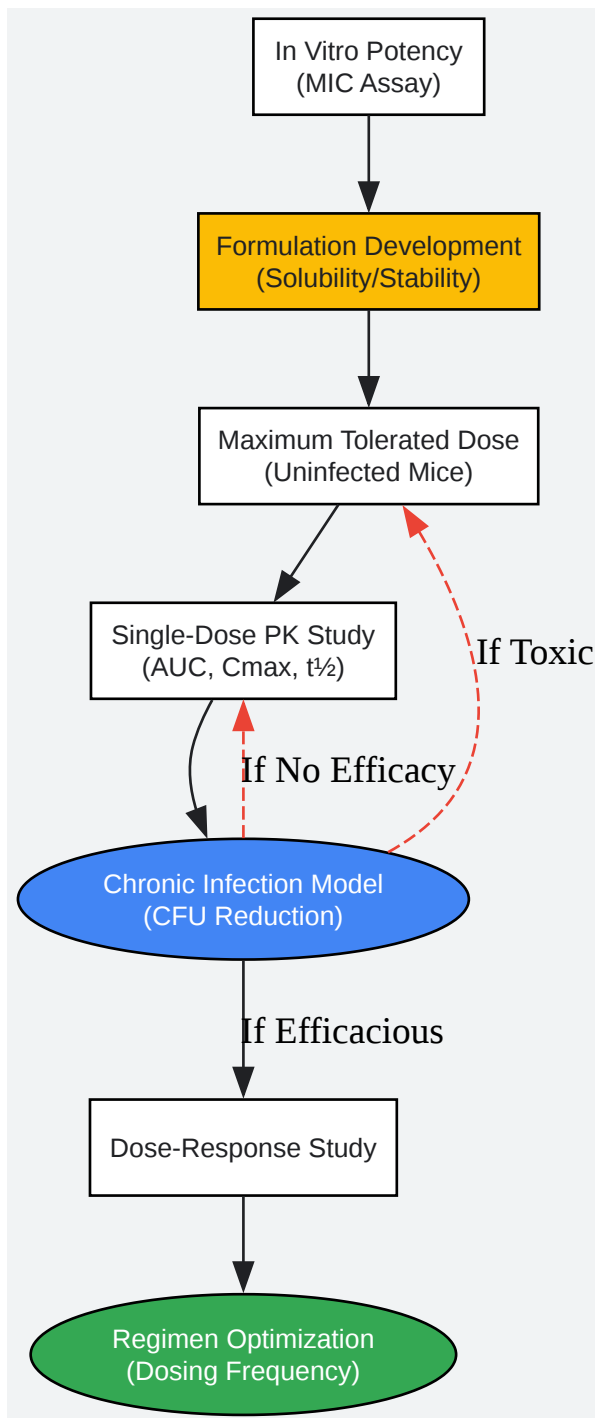 In Vitro Potency
(MIC Assay)
Formulation Development
(Solubility/Stability)
Maximum Tolerated Dose
(Uninfected Mice)
Single-Dose PK Study
(AUC, Cmax, t½)
If Toxic
If No Efficacy
Chronic Infection Model
(CFU Reduction)
If Efficacious
Dose-Response Study
Regimen Optimization
(Dosing Frequency)